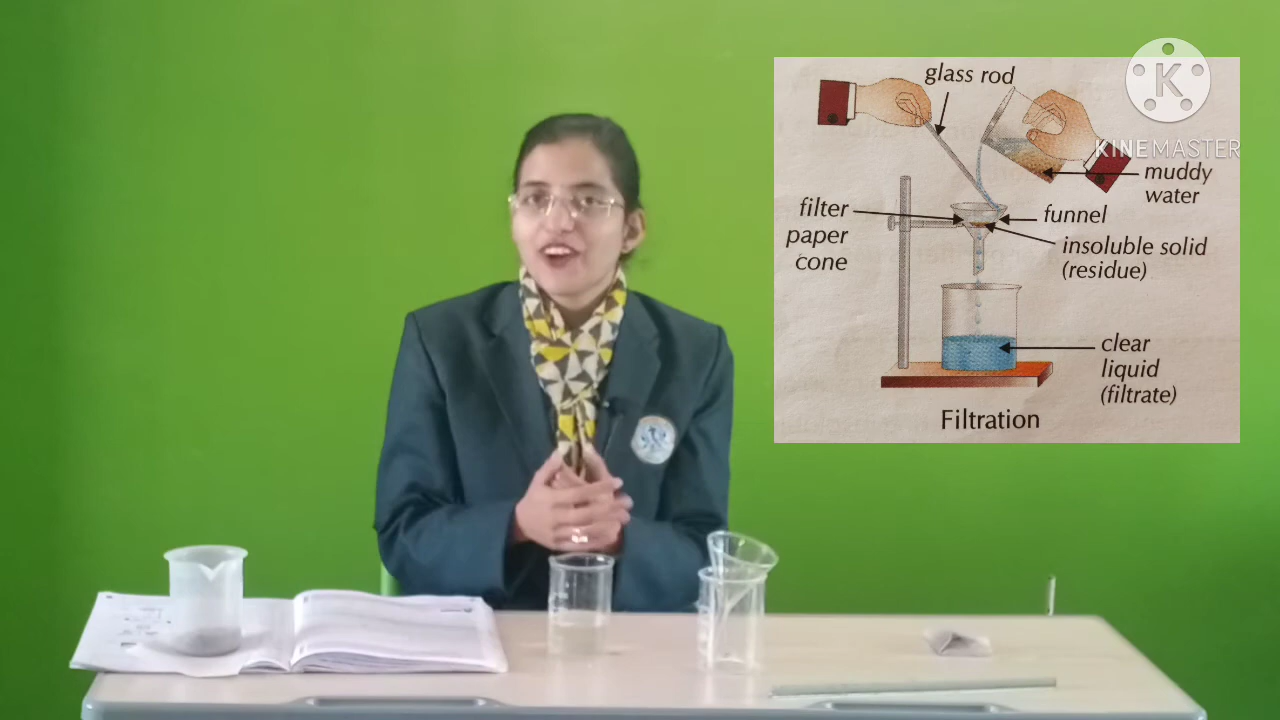 glass rod
KINEMASTER
muddy
water
filter
paper
cone
funnel
insoluble solid
(residue)
clear
liquid
(filtrate)
Filtration